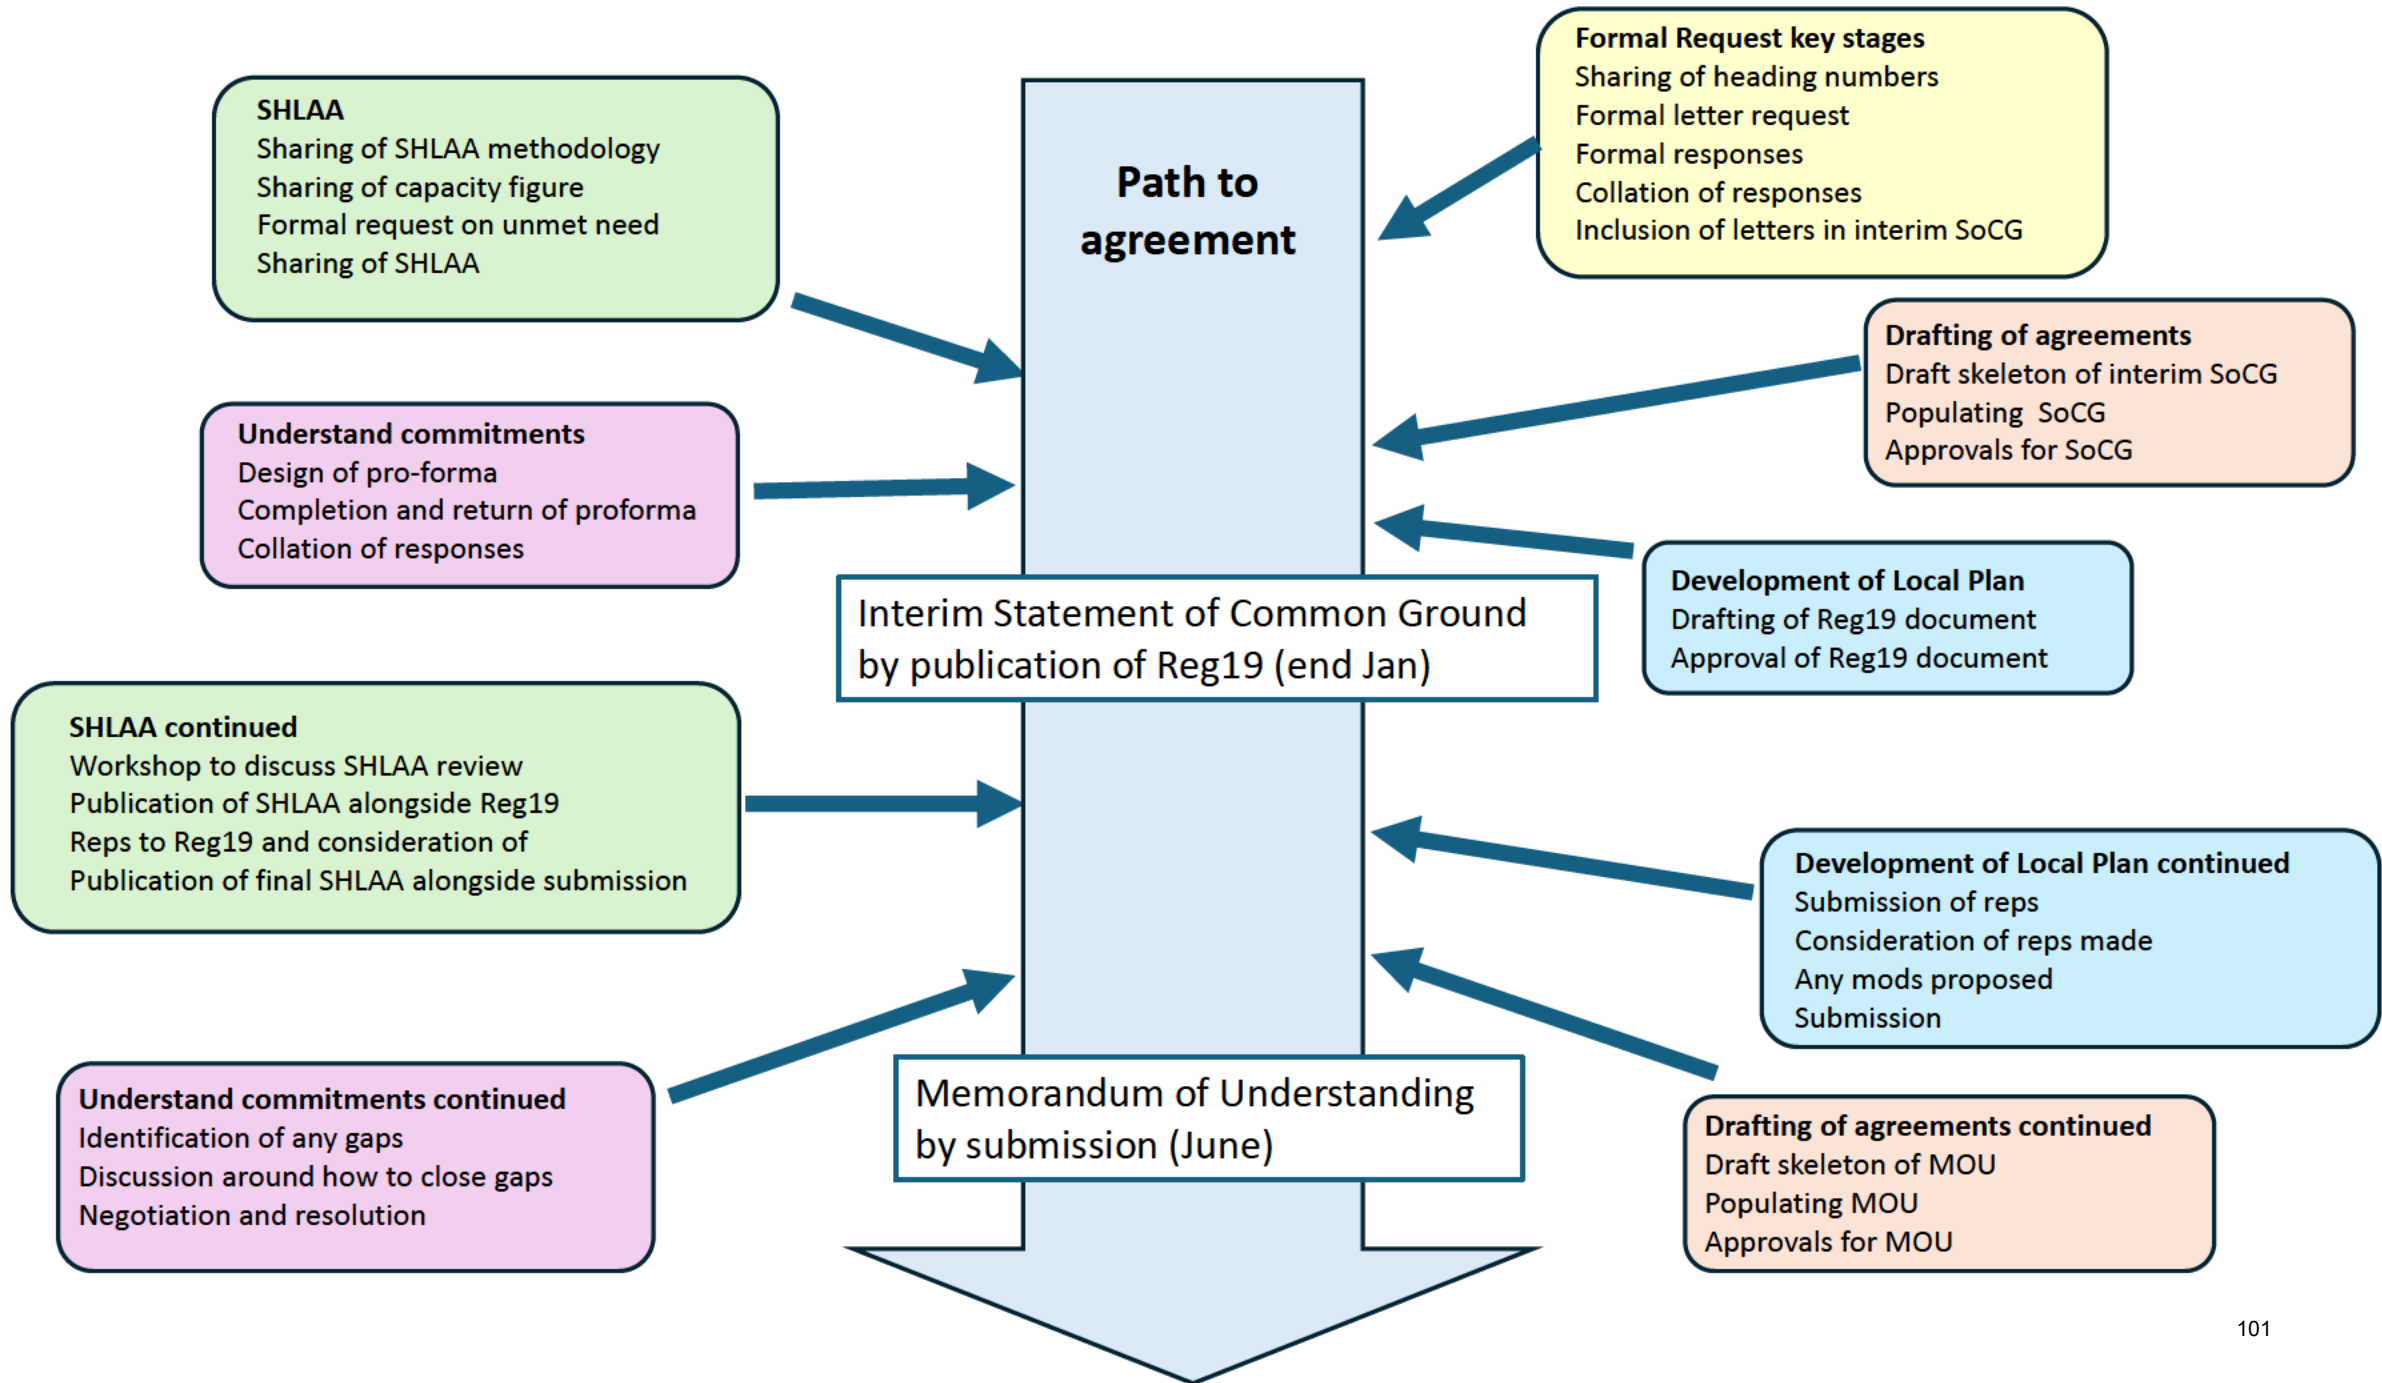 Path to
agreement
SHLAA
Sharing of SHLAA methodology
Sharing of capacity figure
Formal request on unmet need
Sharing of SHLAA
Formal Request key stages
Sharing of heading numbers
Formal letter request
Formal responses
Collation of responses
Inclusion of letters in interim SoCG
Understand commitments
Design of pro-forma
Completion and return of proforma
Collation of responses
Drafting of agreements
Draft skeleton of interim SoCG
Populating  SoCG
Approvals for SoCG
Development of Local Plan
Drafting of Reg19 document
Approval of Reg19 document
Interim Statement of Common Ground
by publication of Reg19 (end Jan)
SHLAA continued
Workshop to discuss SHLAA review
Publication of SHLAA alongside Reg19
Reps to Reg19 and consideration of
Publication of final SHLAA alongside submission
Development of Local Plan continued
Submission of reps
Consideration of reps made
Any mods proposed
Submission
Understand commitments continued
Identification of any gaps
Discussion around how to close gaps
Negotiation and resolution
Drafting of agreements continued
Draft skeleton of MOU
Populating MOU
Approvals for MOU
Memorandum of Understanding
by submission (June)
101